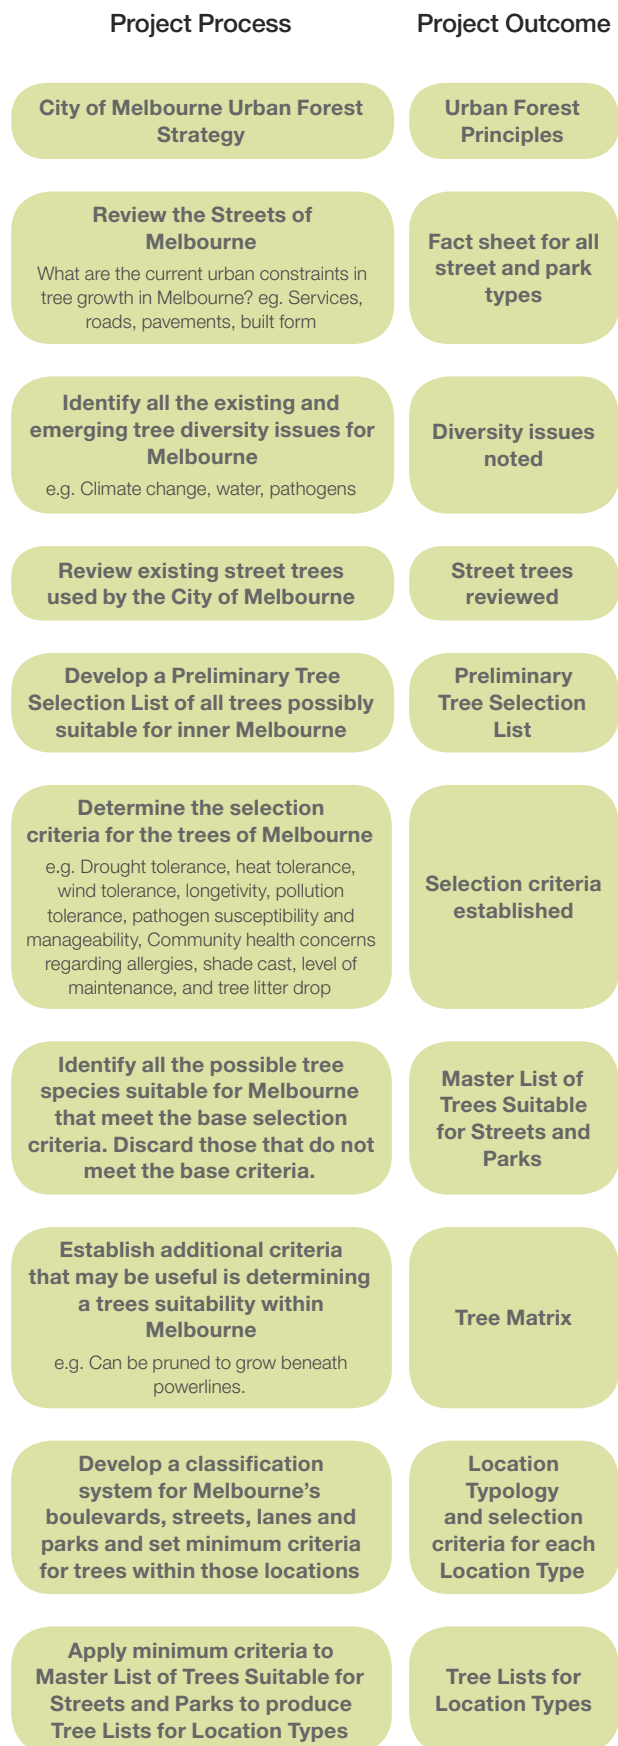 Project Process
Project Outcome
City of Melbourne Urban Forest
Strategy
Urban Forest
Principles
Review the Streets of
Melbourne
What are the current urban constraints in
tree growth in Melbourne? eg. Services,
roads, pavements, built form
Fact sheet for all
street and park
types
Identify all the existing and
emerging tree diversity issues for
Melbourne
e.g. Climate change, water, pathogens
Diversity issues
noted
Review existing street trees
used by the City of Melbourne
Street trees
reviewed
Develop a Preliminary Tree
Selection List of all trees possibly
suitable for inner Melbourne
Preliminary
Tree Selection
List
Determine the selection
criteria for the trees of Melbourne
e.g. Drought tolerance, heat tolerance,
wind tolerance, longetivity, pollution
tolerance, pathogen susceptibility and
manageability, Community health concerns
regarding allergies, shade cast, level of
maintenance, and tree litter drop
Selection criteria
established
Identify all the possible tree
species suitable for Melbourne
that meet the base selection
criteria. Discard those that do not
meet the base criteria.
Master List of
Trees Suitable
for Streets and
Parks
Establish additional criteria
that may be useful is determining
a trees suitability within
Melbourne
e.g. Can be pruned to grow beneath
powerlines.
Tree Matrix
Develop a classification
system for Melbourne’s
boulevards, streets, lanes and
parks and set minimum criteria
for trees within those locations
Location
Typology
and selection
criteria for each
Location Type
Apply minimum criteria to
Master List of Trees Suitable for
Streets and Parks to produce
Tree Lists for Location Types
Tree Lists for
Location Types